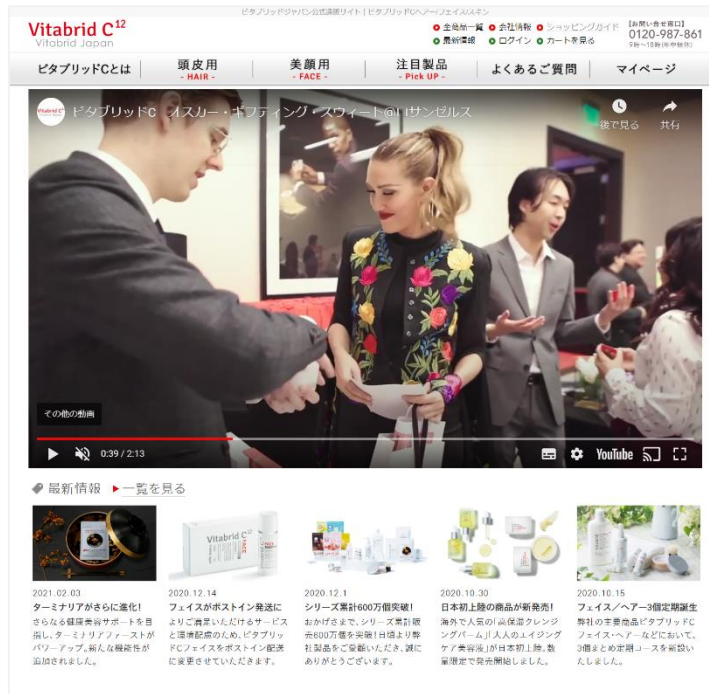 ビタブリッドジャパン公式通販サイト｜ビタブリッドCヘアー/フェイス/スキン
Vitabrid C12
Vitobrid Japan
全商品一覧 会社情報 ショッピングガイド
最新情報 ログイン カートを見る
【お問い合せ窓口】
0120-987-861
9時～18時(年中無休)
ビタブリッドCとは
頭皮用
- HAIR -
美顔用
- FACE -
注目製品
- Pick UP -
よくあるご質問
マイページ
Vitabrid C12
ビタブリッドC オスカー・ギフティング・スウィート@ロサンゼルス
後で見る 共有
その他の動画
0:39 / 2:13
YouTube
最新情報 一覧を見る
Vitabrid C12 FACE
2021.02.03
ターミナリアがさらに進化!
さらなる健康美容サポートを目
指し、ターミナリアファーストが
パワーアップ。新たな機能性が
追加されました。
2020.12.14
フェイスがポストイン発送に
よりご満足いただけるサービス
と環境配慮のため、ビタブリッ
ドCフェイスをポストイン配送
に変更させていただきます。
2020.12.1
シリーズ累計600万個突破!
おかげさまで、シリーズ累計販
売600万個を突破!日頃より弊
社製品をご愛顧いただき、誠に
ありがとうございます。
2020.10.30
日本初上陸の商品が新発売!
海外で人気の「高保湿クレンジ
ングバーム」「大人のエイジング
ケア美容液」が日本初上陸。数
量限定で発売開始しました。
2020.10.15
フェイス/ヘアー3個定期誕生
弊社の主要商品ビタブリッドC
フェイス・ヘアーなどにおいて、
3個まとめ定期コースを新設い
たしました。